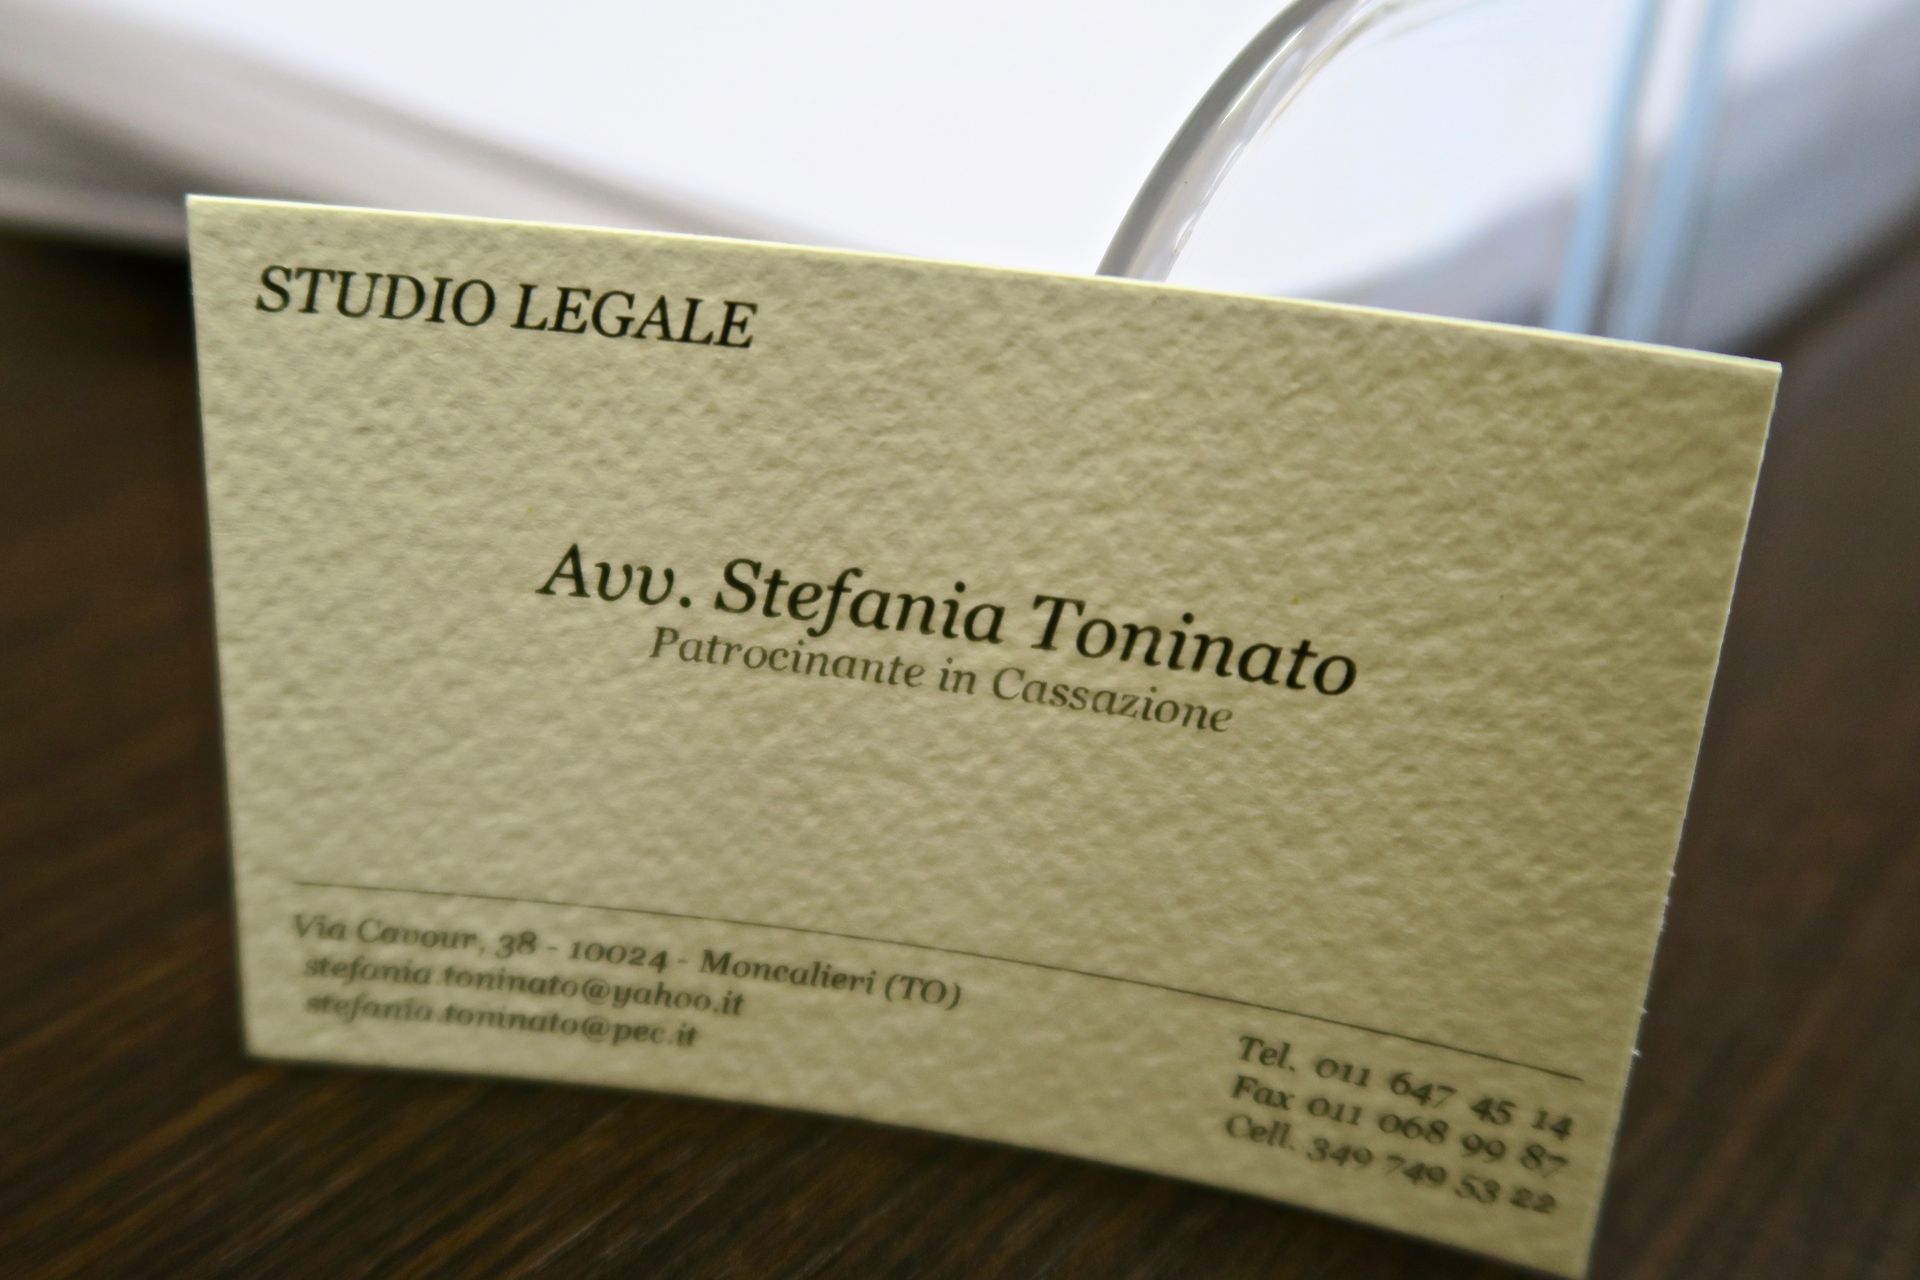 STUDIO LEGALE
Avv. Stefania Toninato
Patrocinante in Cassazione
Via Cavour, 38 - 10024 - Moncalieri (TO)
stefania.toninato@yahoo.it
stefania.toninato@pec.it
Tel. 011 647 45 14
Fax 011 068 99 87
Cell. 349 749 53 22